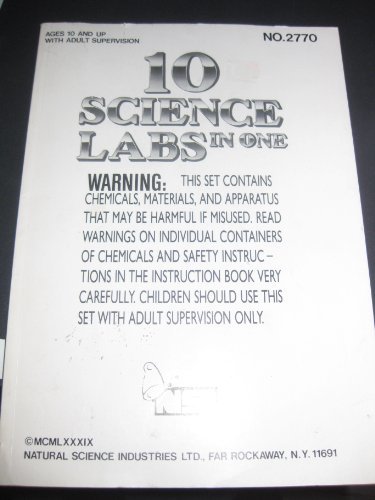 AGES 10 AND UP
WITH ADULT SUPERVISION
NO.2770
10
SCIENCE
LABS IN ONE
WARNING: THIS SET CONTAINS
CHEMICALS, MATERIALS, AND APPARATUS
THAT MAY BE HARMFUL IF MISUSED. READ
WARNINGS ON INDIVIDUAL CONTAINERS
OF CHEMICALS AND SAFETY INSTRUC –
TIONS IN THE INSTRUCTION BOOK VERY
CAREFULLY. CHILDREN SHOULD USE THIS
SET WITH ADULT SUPERVISION ONLY.
©MCMLXXXIX
NATURAL SCIENCE INDUSTRIES LTD., FAR ROCKAWAY, N.Y. 11691